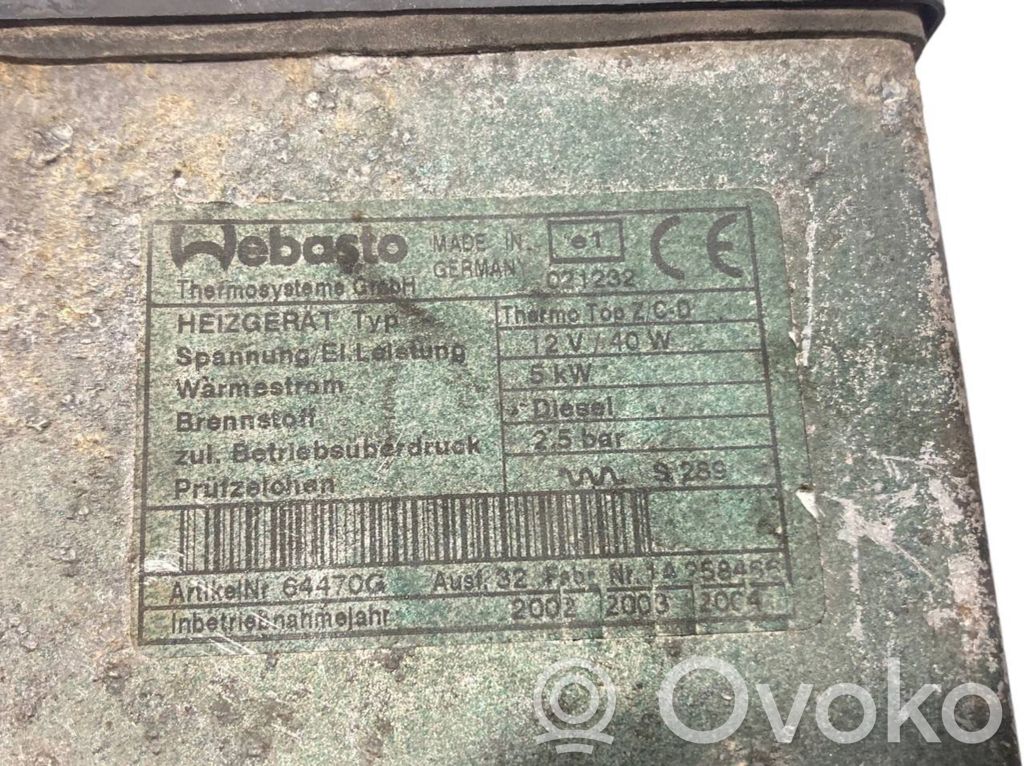 Webasto
Thermosysteme GmbH
MADE IN
GERMANY
e1
021232
CE
HEIZGERÄT Typ Thermo Top Z/C-D
Spannung/El.Leistung 12 V / 40 W
Wärmestrom 5 kW
Brennstoff Diesel
zul. Betriebsüberdruck 2.5 bar
Prüfzeichen S 289
ArtikelNr 64470G Ausf. 32 Fabr. Nr. 14
Inbetriebnahmejahr 2002 2003 2004
Ovoko